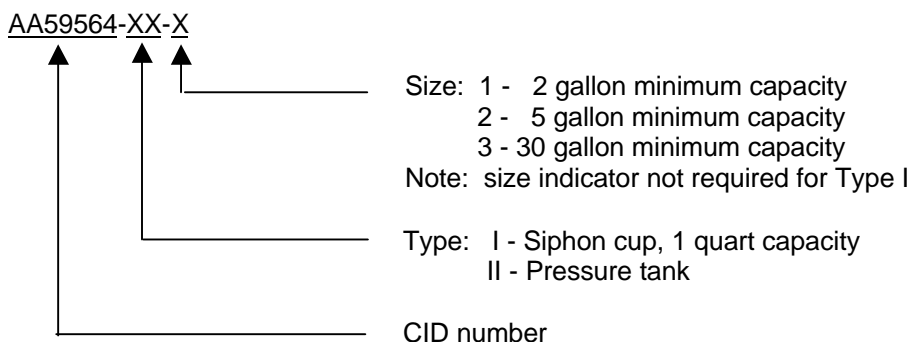 AA59564-XX-X
Size: 1 - 2 gallon minimum capacity
2 - 5 gallon minimum capacity
3 - 30 gallon minimum capacity
Note: size indicator not required for Type I
Type: I - Siphon cup, 1 quart capacity
II - Pressure tank
CID number